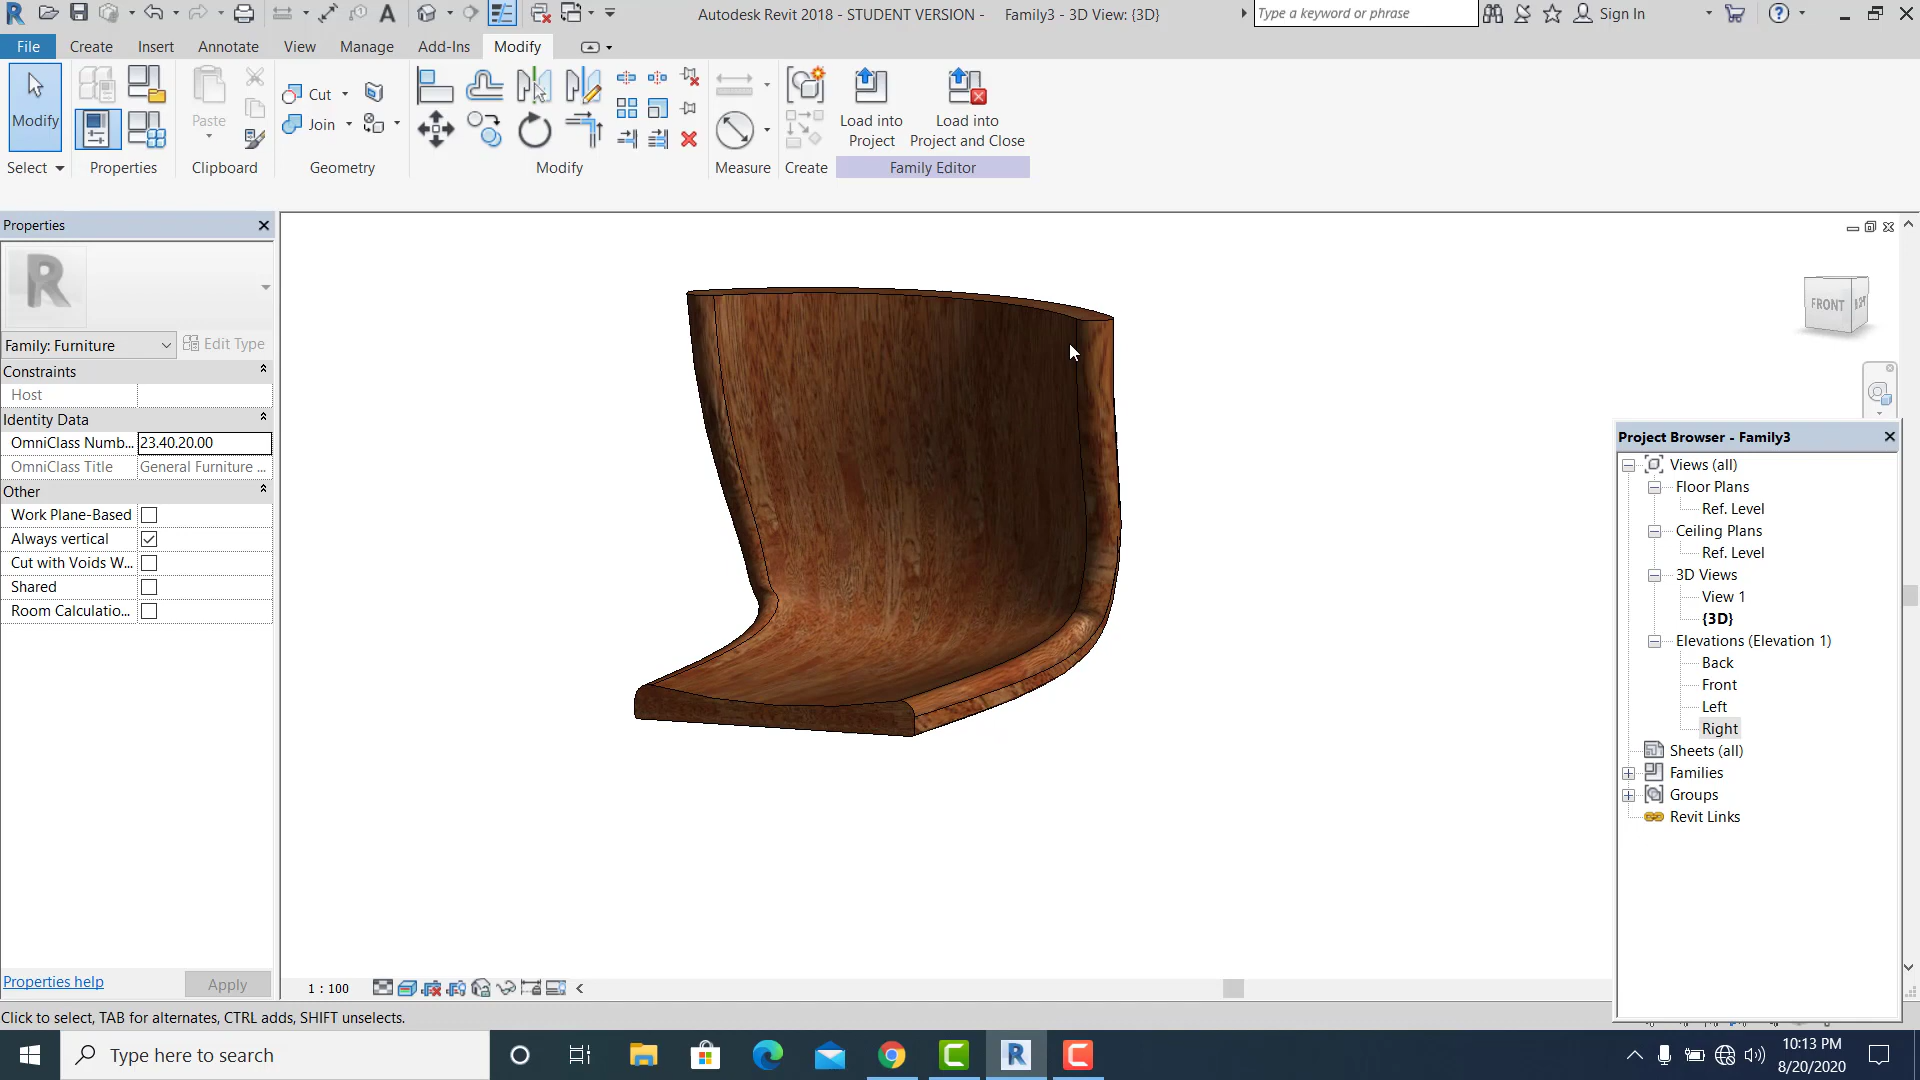 Autodesk Revit 2018 - STUDENT VERSION - Family3 - 3D View: {3D}
Type a keyword or phrase
Sign In
File Create Insert Annotate View Manage Add-Ins Modify
Modify
Paste
Cut
Join
Load into Project
Load into Project and Close
Select Properties Clipboard Geometry Modify Measure Create Family Editor
Properties
Family: Furniture
Edit Type
Constraints
Host
Identity Data
OmniClass Numb... 23.40.20.00
OmniClass Title General Furniture ...
Other
Work Plane-Based
Always vertical
Cut with Voids W...
Shared
Room Calculatio...
Properties help
Apply
FRONT
Project Browser - Family3
Views (all)
Floor Plans
Ref. Level
Ceiling Plans
Ref. Level
3D Views
View 1
{3D}
Elevations (Elevation 1)
Back
Front
Left
Right
Sheets (all)
Families
Groups
Revit Links
1 : 100
Click to select, TAB for alternates, CTRL adds, SHIFT unselects.
Type here to search
10:13 PM
8/20/2020